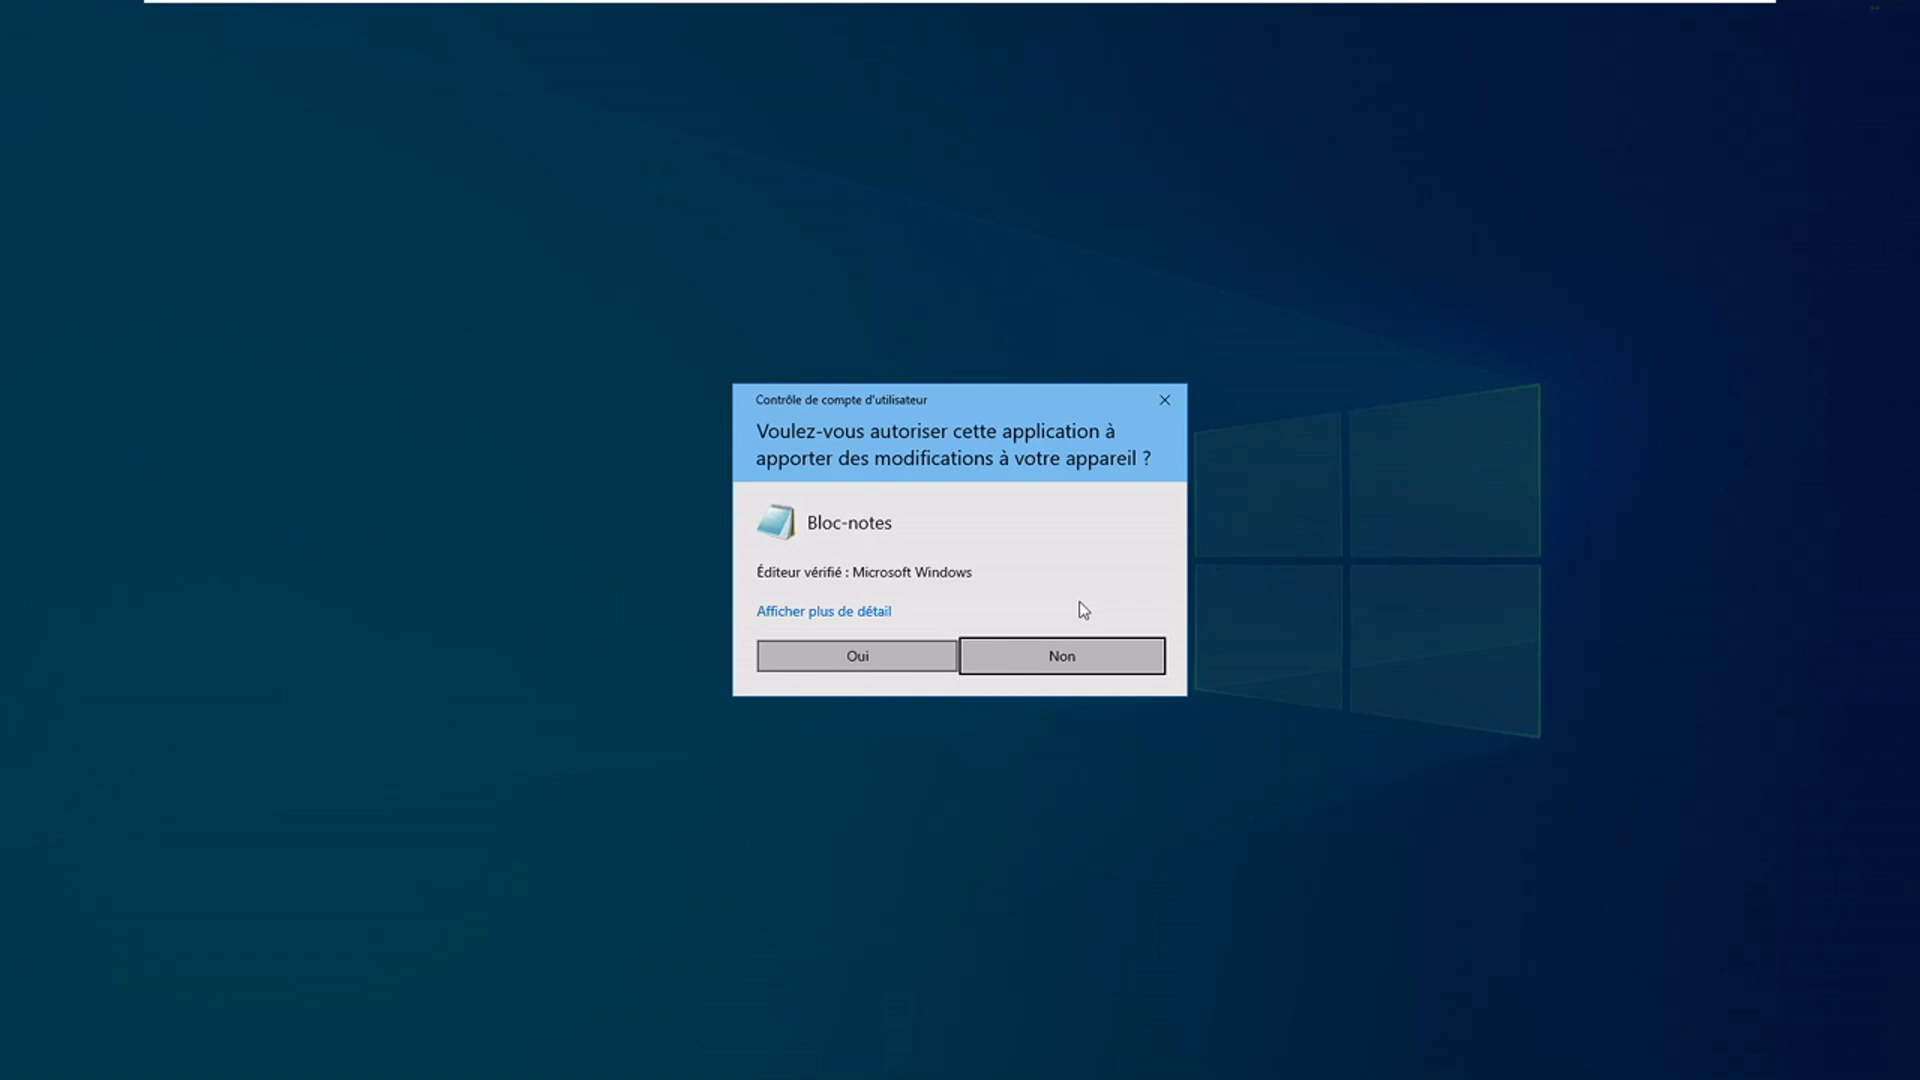 Contrôle de compte d'utilisateur
Voulez-vous autoriser cette application à
apporter des modifications à votre appareil ?
Bloc-notes
Éditeur vérifié : Microsoft Windows
Afficher plus de détail
Oui
Non